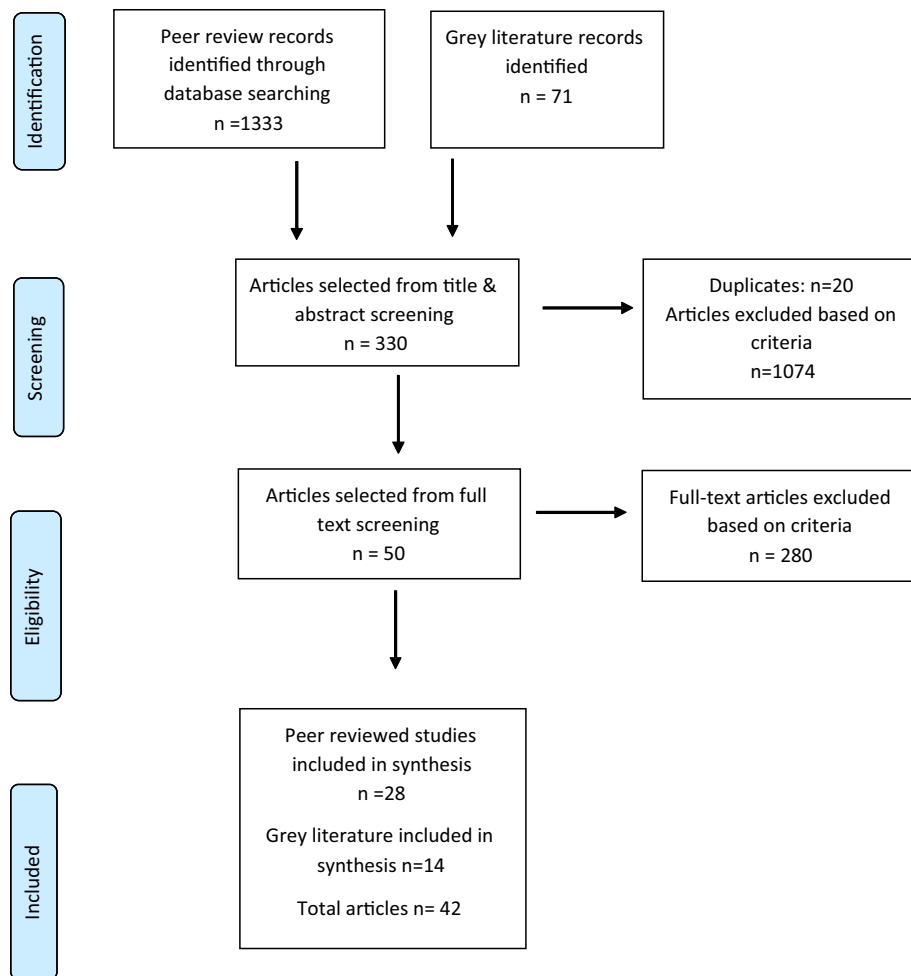 Identification
Peer review records
identified through
database searching
n =1333
Grey literature records
identified
n = 71
Screening
Articles selected from title &
abstract screening
n = 330
Duplicates: n=20
Articles excluded based on
criteria
n=1074
Eligibility
Articles selected from full
text screening
n = 50
Full-text articles excluded
based on criteria
n = 280
Included
Peer reviewed studies
included in synthesis
n =28
Grey literature included in
synthesis n=14
Total articles n= 42